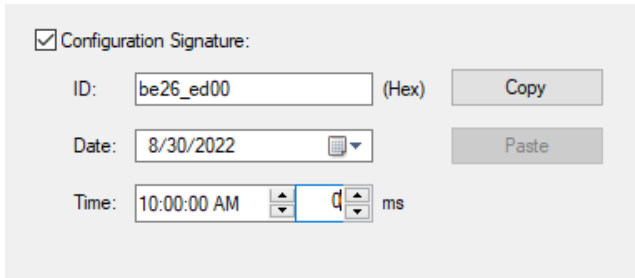 Configuration Signature:
ID: be26_ed00 (Hex) Copy
Date: 8/30/2022 Paste
Time: 10:00:00 AM 0 ms